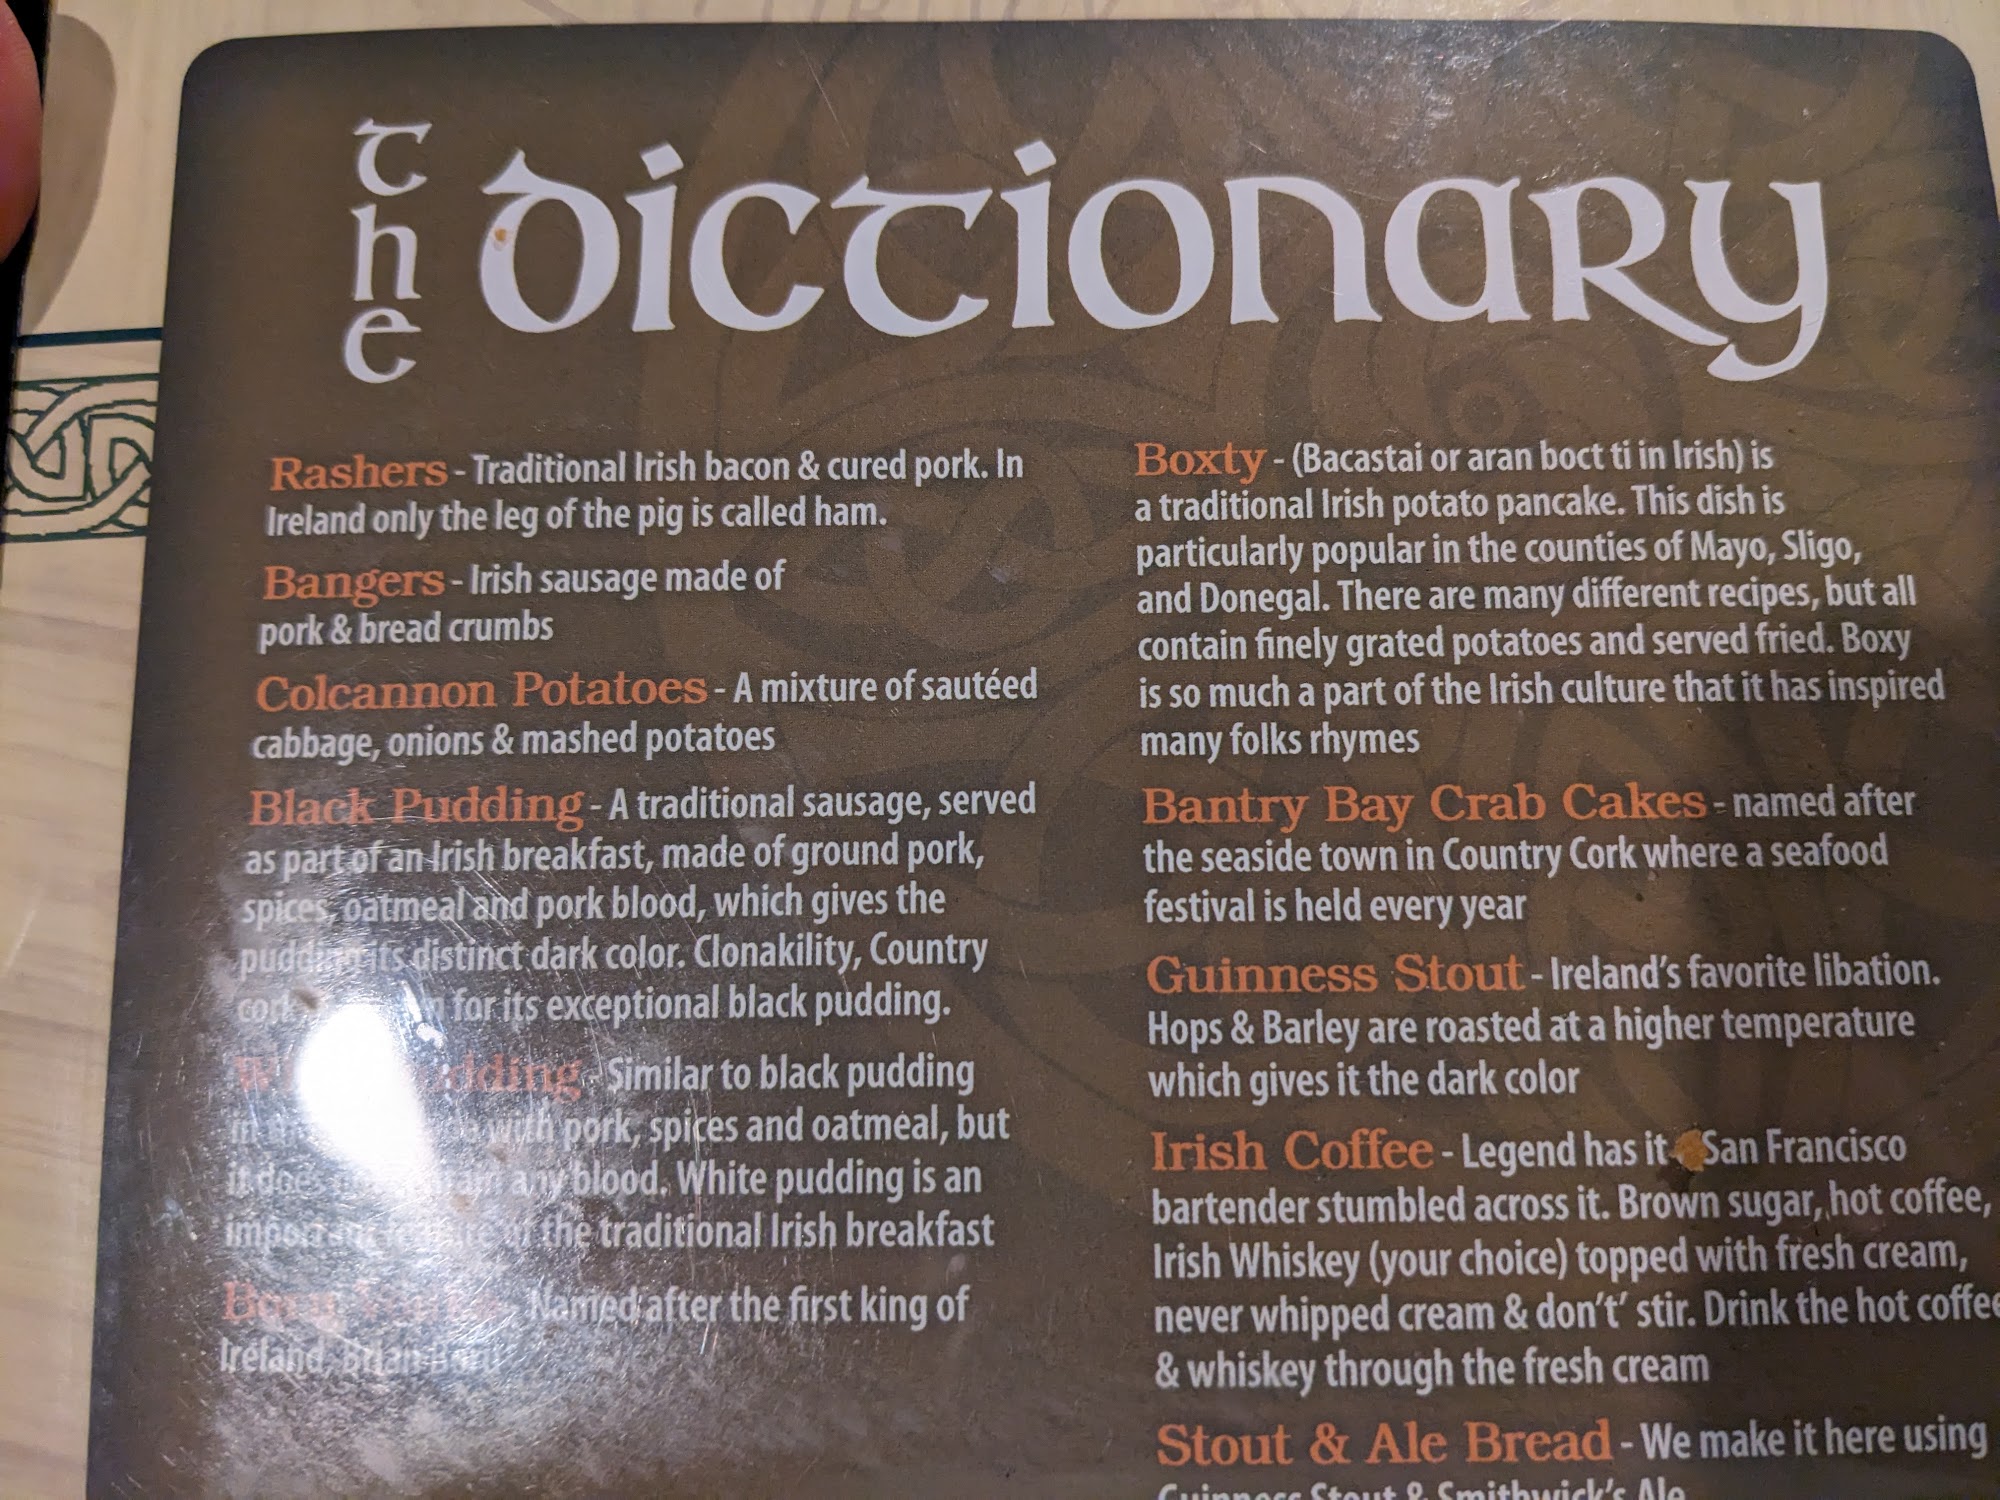 The Dictionary
Rashers - Traditional Irish bacon & cured pork. In
Ireland only the leg of the pig is called ham.
Bangers - Irish sausage made of
pork & bread crumbs
Colcannon Potatoes - A mixture of sautéed
cabbage, onions & mashed potatoes
Black Pudding - A traditional sausage, served
as part of an Irish breakfast, made of ground pork,
spices, oatmeal and pork blood, which gives the
pudding its distinct dark color. Clonakility, Country
for its exceptional black pudding.
Pudding - Similar to black pudding
with pork, spices and oatmeal, but
it does any blood. White pudding is an
important feature of the traditional Irish breakfast
Named after the first king of
Ireland, Brian
Boxty - (Bacastai or aran boct ti in Irish) is
a traditional Irish potato pancake. This dish is
particularly popular in the counties of Mayo, Sligo,
and Donegal. There are many different recipes, but all
contain finely grated potatoes and served fried. Boxy
is so much a part of the Irish culture that it has inspired
many folks rhymes
Bantry Bay Crab Cakes - named after
the seaside town in Country Cork where a seafood
festival is held every year
Guinness Stout - Ireland's favorite libation.
Hops & Barley are roasted at a higher temperature
which gives it the dark color
Irish Coffee - Legend has it San Francisco
bartender stumbled across it. Brown sugar, hot coffee,
Irish Whiskey (your choice) topped with fresh cream,
never whipped cream & don't' stir. Drink the hot coffee
& whiskey through the fresh cream
Stout & Ale Bread - We make it here using
Guinness Stout & Smithwick's Ale